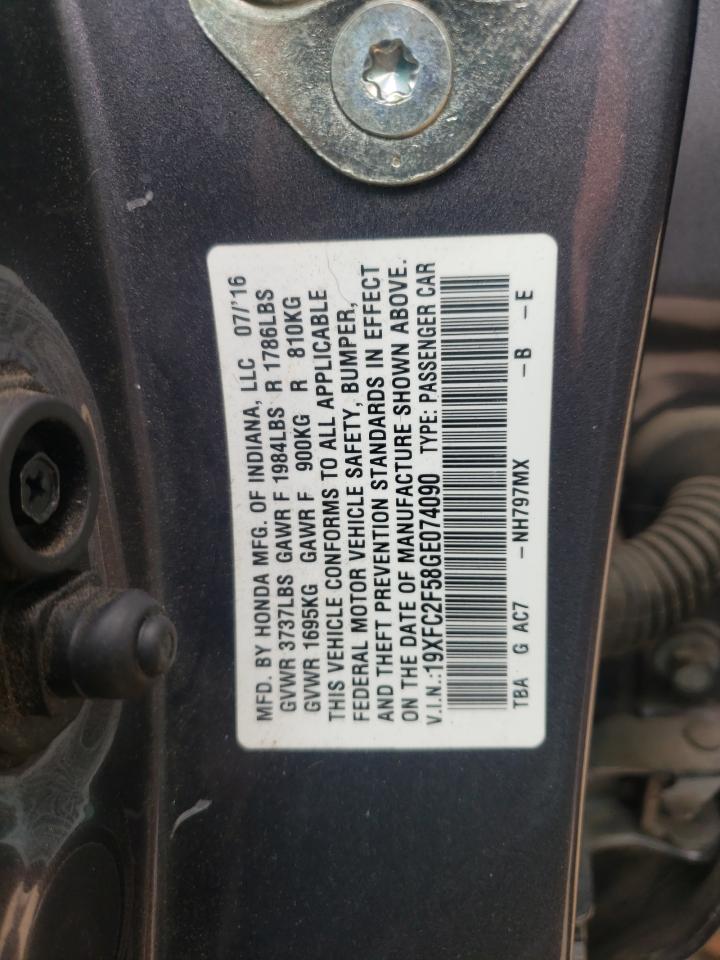 MFD. BY HONDA MFG. OF INDIANA, LLC 07/'16
GVWR 3737LBS GAWR F 1984LBS R 1786LBS
GVWR 1695KG GAWR F 900KG R 810KG
THIS VEHICLE CONFORMS TO ALL APPLICABLE
FEDERAL MOTOR VEHICLE SAFETY, BUMPER,
AND THEFT PREVENTION STANDARDS IN EFFECT
ON THE DATE OF MANUFACTURE SHOWN ABOVE.
V.I.N.:19XFC2F58GE074090 TYPE: PASSENGER CAR
TBA G AC7 -NH797MX -B -E